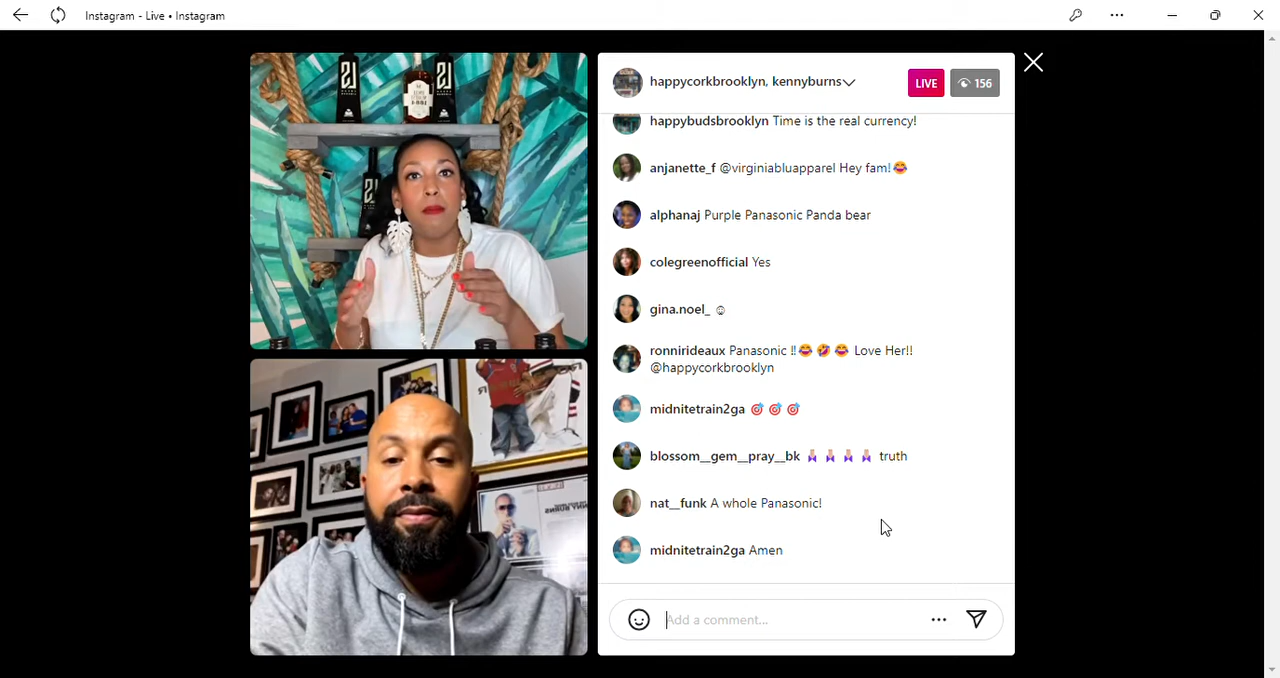 Instagram - Live • Instagram
happycorkbrooklyn, kennyburns
LIVE
156
happybudsbrooklyn Time is the real currency!
anjanette_f @virginiabluapparel Hey fam!😂
alphanaj Purple Panasonic Panda bear
colegreenofficial Yes
gina.noel_ ☺
ronnirideaux Panasonic ‼️😂 🤣 😂 Love Her!!
@happycorkbrooklyn
midnitetrain2ga 🎯 🎯 🎯
blossom__gem__pray__bk 🙏🏼 🙏🏼 🙏🏼 🙏🏼 truth
nat__funk A whole Panasonic!
midnitetrain2ga Amen
Add a comment...